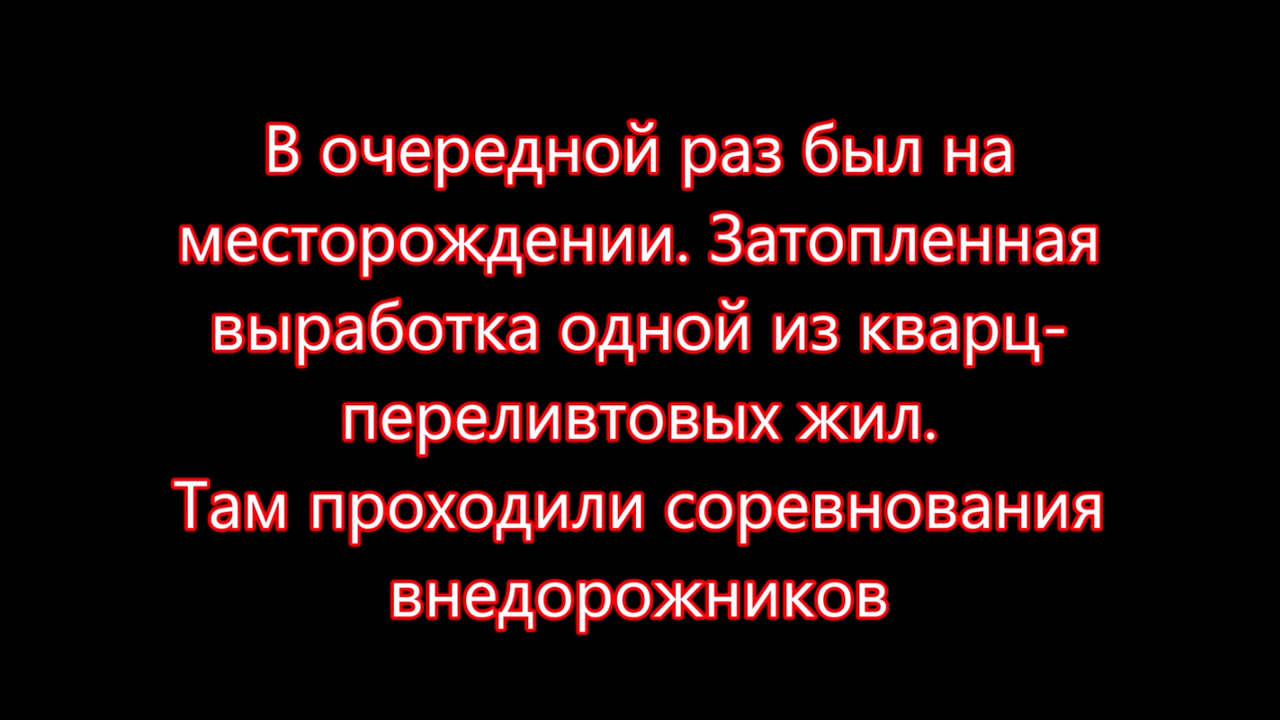 В очередной раз был на
месторождении. Затопленная
выработка одной из кварц-
переливтовых жил.
Там проходили соревнования
внедорожников